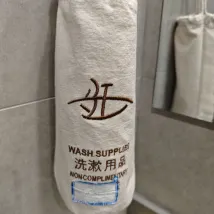 WASH SUPPLIES
洗漱用品
NONCOMPLIMENTARY